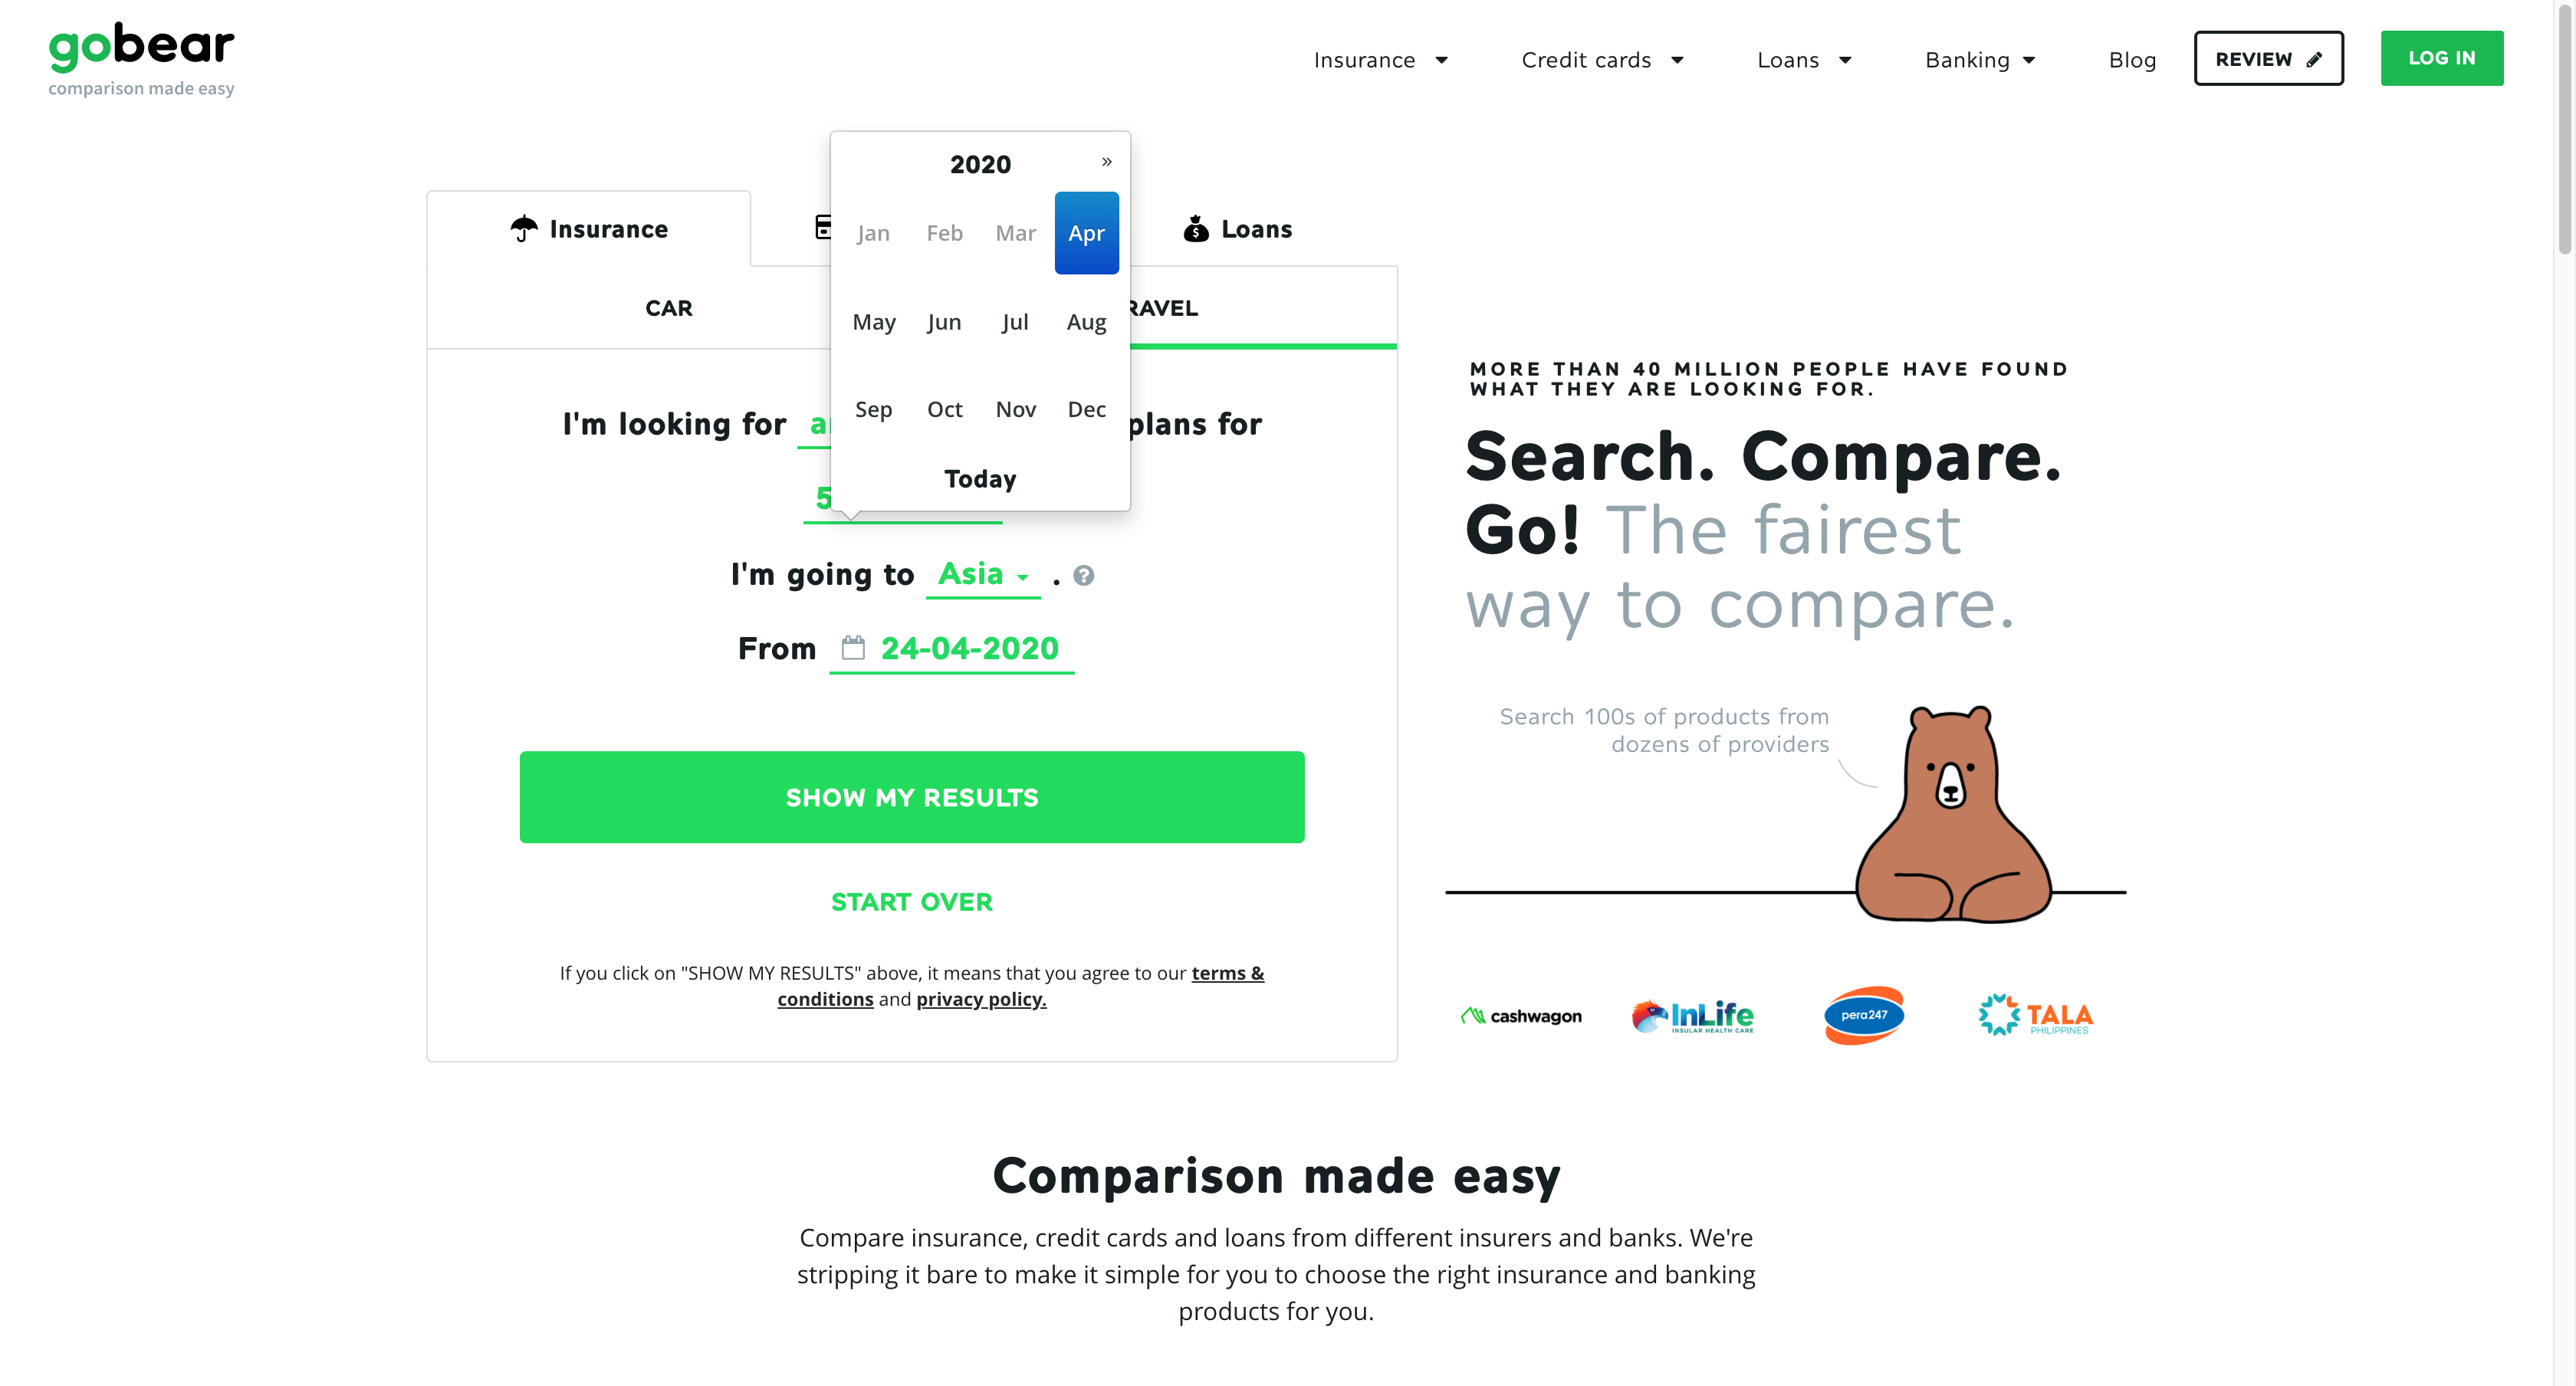 gobear
comparison made easy
Insurance
Credit cards
Loans
Banking
Blog
REVIEW
LOG IN
2020 »
Jan Feb Mar Apr
May Jun Jul Aug
Sep Oct Nov Dec
Today
Insurance
Loans
CAR
RAVEL
I'm looking for
plans for
5
I'm going to Asia . ?
From 24-04-2020
SHOW MY RESULTS
START OVER
If you click on "SHOW MY RESULTS" above, it means that you agree to our terms &
conditions and privacy policy.
MORE THAN 40 MILLION PEOPLE HAVE FOUND
WHAT THEY ARE LOOKING FOR.
Search. Compare.
Go! The fairest
way to compare.
Search 100s of products from
dozens of providers
cashwagon
InLife
INSULAR HEALTH CARE
pera247
TALA
PHILIPPINES
Comparison made easy
Compare insurance, credit cards and loans from different insurers and banks. We're
stripping it bare to make it simple for you to choose the right insurance and banking
products for you.